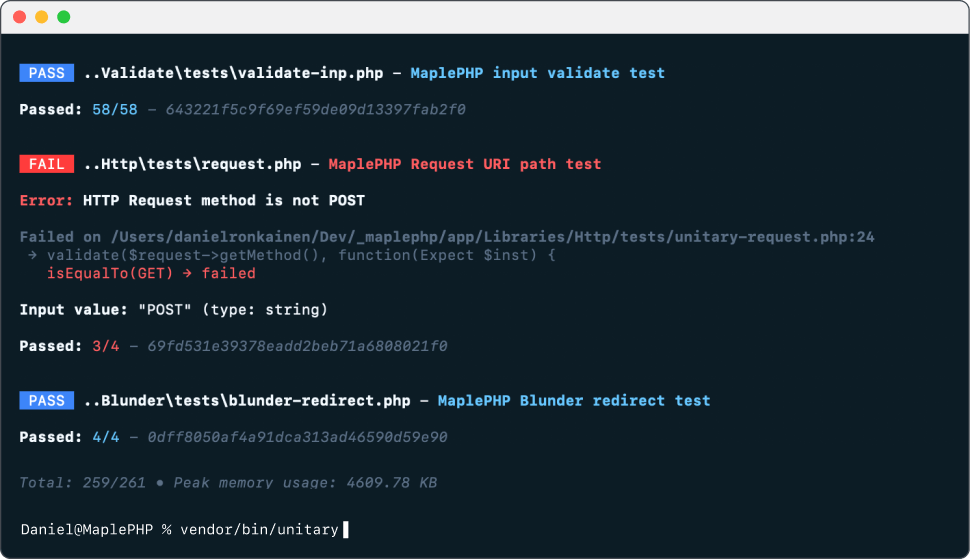 PASS ..Validate\tests\validate-inp.php – MaplePHP input validate test
Passed: 58/58 – 643221f5c9f69ef59de09d13397fab2f0
FAIL ..Http\tests\request.php – MaplePHP Request URI path test
Error: HTTP Request method is not POST
Failed on /Users/danielronkainen/Dev/_maplephp/app/Libraries/Http/tests/unitary-request.php:24
→ validate($request->getMethod(), function(Expect $inst) {
isEqualTo(GET) → failed
Input value: "POST" (type: string)
Passed: 3/4 – 69fd531e39378eadd2beb71a6808021f0
PASS ..Blunder\tests\blunder-redirect.php – MaplePHP Blunder redirect test
Passed: 4/4 – 0dff8050af4a91dca313ad46590d59e90
Total: 259/261 • Peak memory usage: 4609.78 KB
Daniel@MaplePHP % vendor/bin/unitary